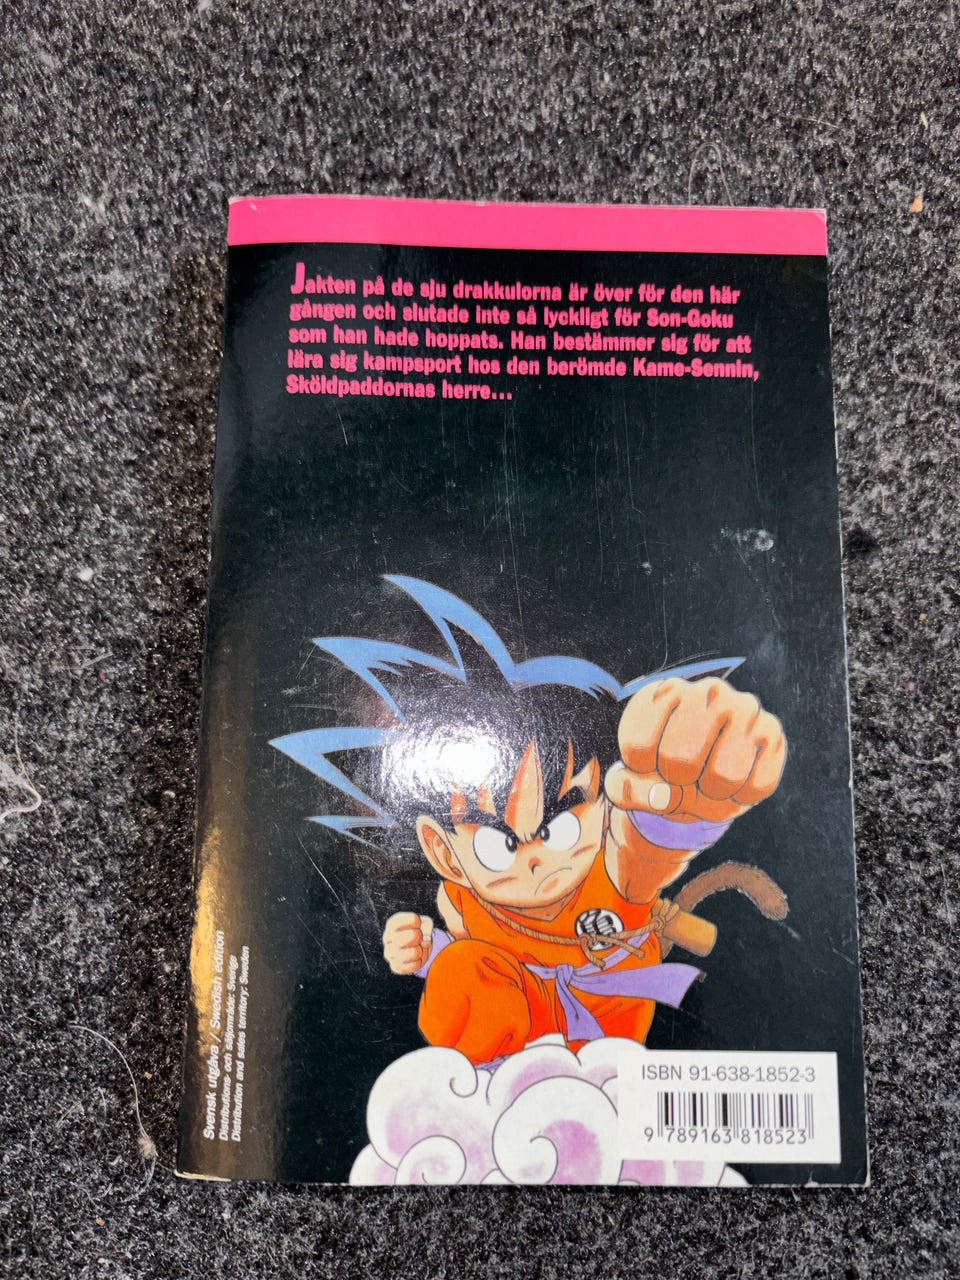 Jakten på de sju drakkulorna är över för den här
gången och slutade inte så lyckligt för Son-Goku
som han hade hoppats. Han bestämmer sig för att
lära sig kampsport hos den berömde Kame-Sennin,
Sköldpaddornas herre...
亀
Svensk utgåva / Swedish edition
Distributions- och säljområde: Sverige
Distribution and sales territory: Sweden
ISBN 91-638-1852-3
9 789163 818523